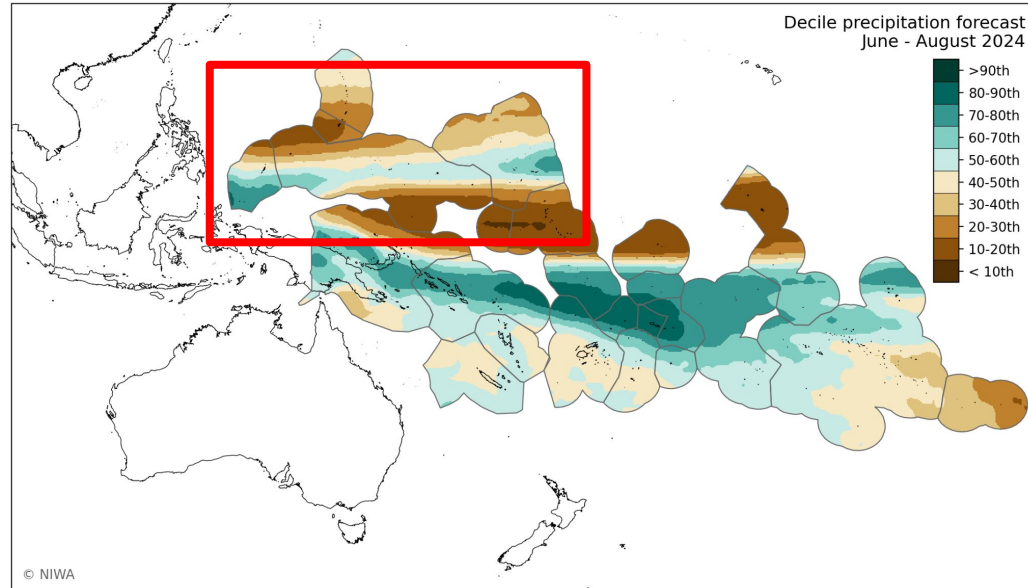 Decile precipitation forecast
June - August 2024
>90th
80-90th
70-80th
60-70th
50-60th
40-50th
30-40th
20-30th
10-20th
< 10th
© NIWA